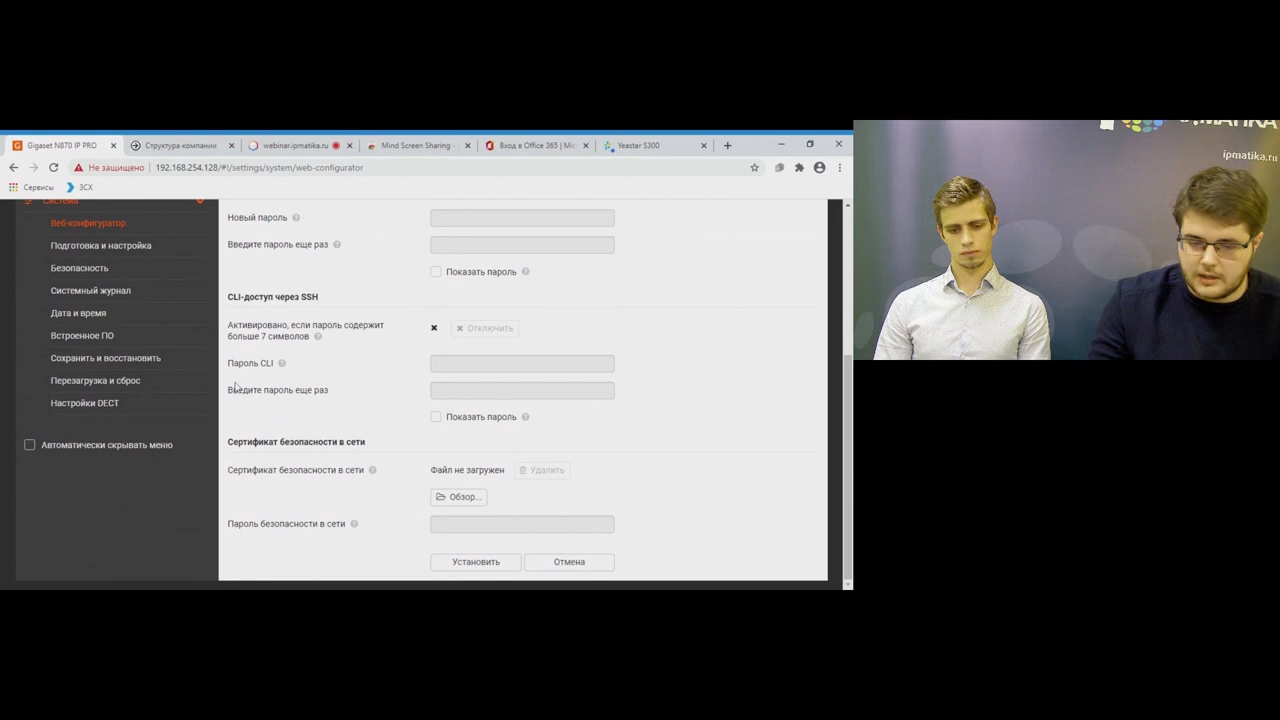 Gigaset N870 IP PRO
Структура компании
webinar.ipmatika.ru
Mind Screen Sharing -
Вход в Office 365 | Mic
Yeastar S300
Не защищено
192.168.254.128/#!/settings/system/web-configurator
Сервисы
3CX
Система
Веб-конфигуратор
Подготовка и настройка
Безопасность
Системный журнал
Дата и время
Встроенное ПО
Сохранить и восстановить
Перезагрузка и сброс
Настройки DECT
Автоматически скрывать меню
Новый пароль
Введите пароль еще раз
Показать пароль
CLI-доступ через SSH
Активировано, если пароль содержит
больше 7 символов
Отключить
Пароль CLI
Введите пароль еще раз
Показать пароль
Сертификат безопасности в сети
Сертификат безопасности в сети
Файл не загружен
Удалить
Обзор...
Пароль безопасности в сети
Установить
Отмена
IPMATIKA
ipmatika.ru